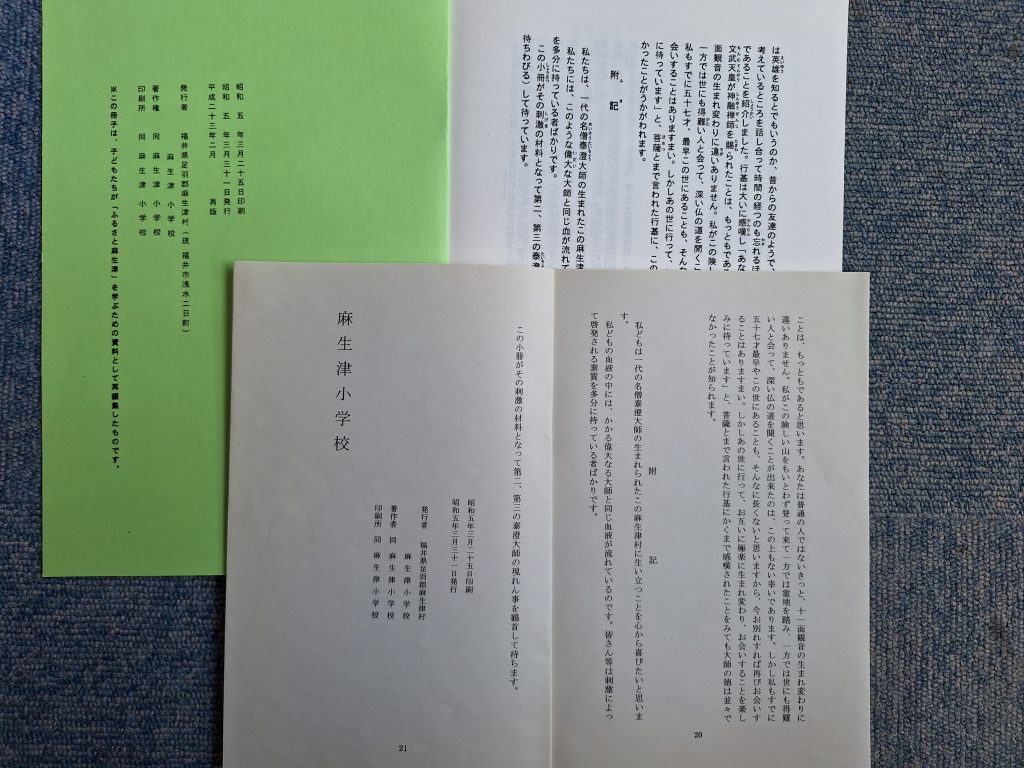 は英雄を知るとでもいうのか、昔からの友達のようで、
考えているところを話し合って時間の経つのも忘れるほ
であることを紹介しました。行基は大いに感嘆し「あな
文武天皇が神融禅師を賜られたことは、もっともであ
面観音の生まれ変わりに違いありません。私がこの険し
一方では世にも得難い人と会って、深い仏の道を聞くこ
私もすでに五十七才、最早この世にあることも、そんな
会いすることはありますまい。しかしあの世に行って、
に待っています」と、菩薩とまで言われた行基に、この
かったことがうかがわれます。
附 記
私たちは、一代の名僧泰澄大師の生まれたこの麻生津
私たちには、このような偉大な大師と同じ血が流れて
を多分に持っている者ばかりです。
この小冊がその刺激の材料となって第二、第三の泰澄
待ちわびる）して待っています。
昭和 五 年三月二十五日印刷
昭和 五 年三月三十一日発行
平成二十三年二月 再版
発行者 福井県足羽郡麻生津村（現 福井市浅水二日町）
麻 生 津 小 学 校
著作権 同 麻 生 津 小 学 校
印刷所 同 麻 生 津 小 学 校
※この冊子は、子どもたちが「ふるさと麻生津」を学ぶための資料として再編集したものです。
ことは、もっともであると思います。あなたは普通の人ではないきっと、十一面観音の生まれ変わりに
違いありません。私がこの険しい山をもいとわず登って来て一方では霊地を踏み、一方では世にも得難
い人と会って、深い仏の道を聞くことが出来たのは、この上もない幸いであります。しかし私もすでに
五十七才最早やこの世にあることも、そんなに長くないと思いますから、今お別れすれば再びお会いす
ることはありますまい。しかしあの世に行って、お互いに極楽に生まれ変わり、お会いすることを楽し
みに待っています」と、菩薩とまで言われた行基にかくまで感嘆されたことをみても大師の徳は並々で
なかったことが知られます。
附 記
私どもは一代の名僧泰澄大師の生まれられたこの麻生津村に生い立つことを心から喜びたいと思いま
す。
私どもの血液の中には、かかる偉大なる大師と同じ血液が流れているのです。皆さん等は刺激によっ
て啓発される素質を多分に持っている者ばかりです。
20
この小冊がその刺激の材料となって第二、第三の泰澄大師の現れん事を鶴首して待ちます。
昭和五年三月二十五日印刷
昭和五年三月三十一日発行
発行者 福井県足羽郡麻生津村
麻 生 津 小 学 校
著作者 同 麻 生 津 小 学 校
印刷所 同 麻 生 津 小 学 校
麻生津小学校
21